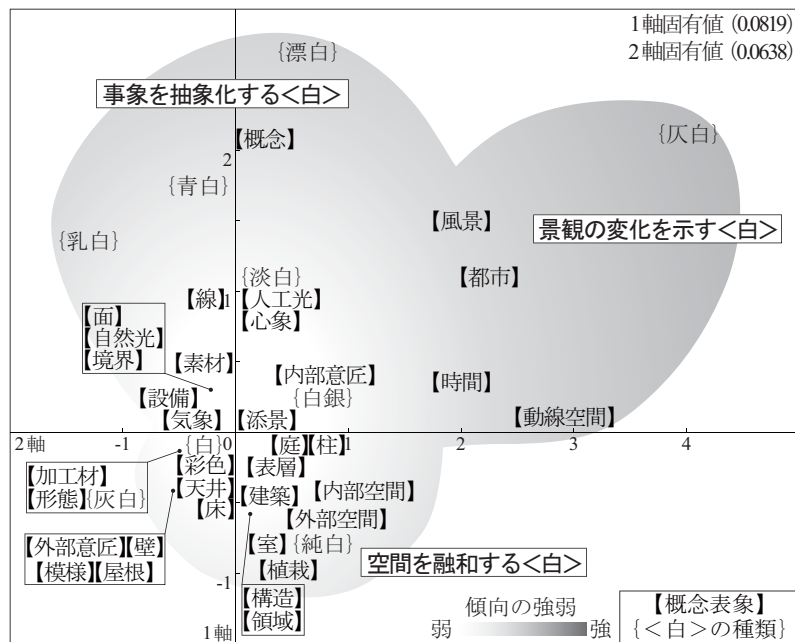 {漂白}
1軸固有値 (0.0819)
2軸固有値 (0.0638)
事象を抽象化する<白>
【概念】
{仄白}
2
{青白}
【風景】
景観の変化を示す<白>
{乳白}
{淡白}
【都市】
【線】
1
【人工光】
【心象】
【面】
【自然光】
【境界】
【素材】
【内部意匠】
【時間】
【設備】
{白銀}
【気象】
【添景】
【動線空間】
2軸
-1
{白}
0
【庭】
【柱】
1
2
3
4
【彩色】
【表層】
【加工材】
【形態】{灰白}
【天井】
【建築】
【内部空間】
【床】
【外部空間】
【外部意匠】【壁】
【模様】【屋根】
【室】
{純白}
空間を融和する<白>
-1
【植栽】
【構造】
【領域】
1軸
傾向の強弱
弱
強
【概念表象】
{<白>の種類}